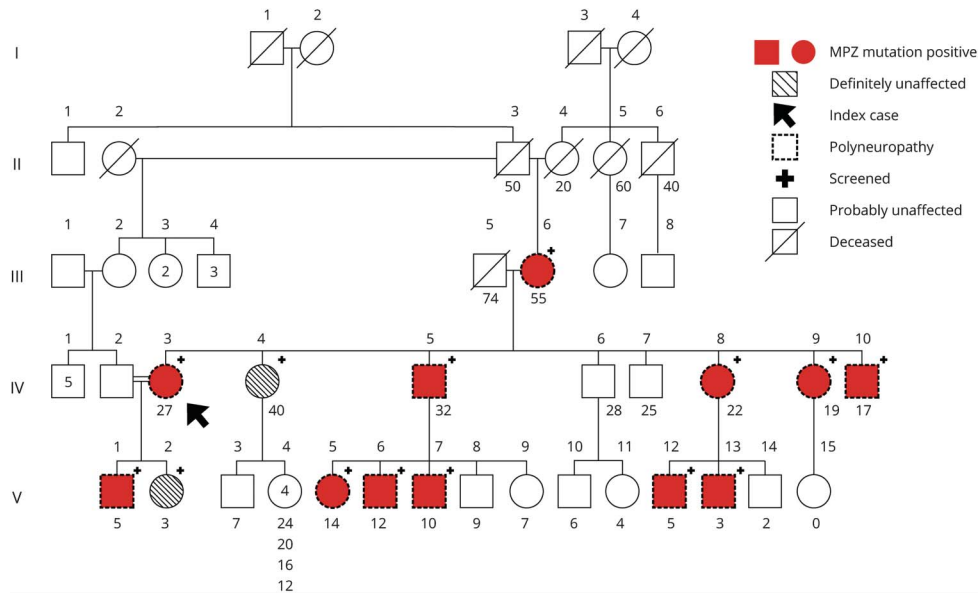 1 2 3 4
I
1 2 3 4 5 6
II
50 20 60 40
1 2 3 4 5 6 7 8
III
2 3
74 55
1 2 3 4 5 6 7 8 9 10
IV
5
27 40 32 28 25 22 19 17
1 2 3 4 5 6 7 8 9 10 11 12 13 14 15
V
4
5 3 7 24 14 12 10 9 7 6 4 5 3 2 0
20
16
12
MPZ mutation positive
Definitely unaffected
Index case
Polyneuropathy
Screened
Probably unaffected
Deceased